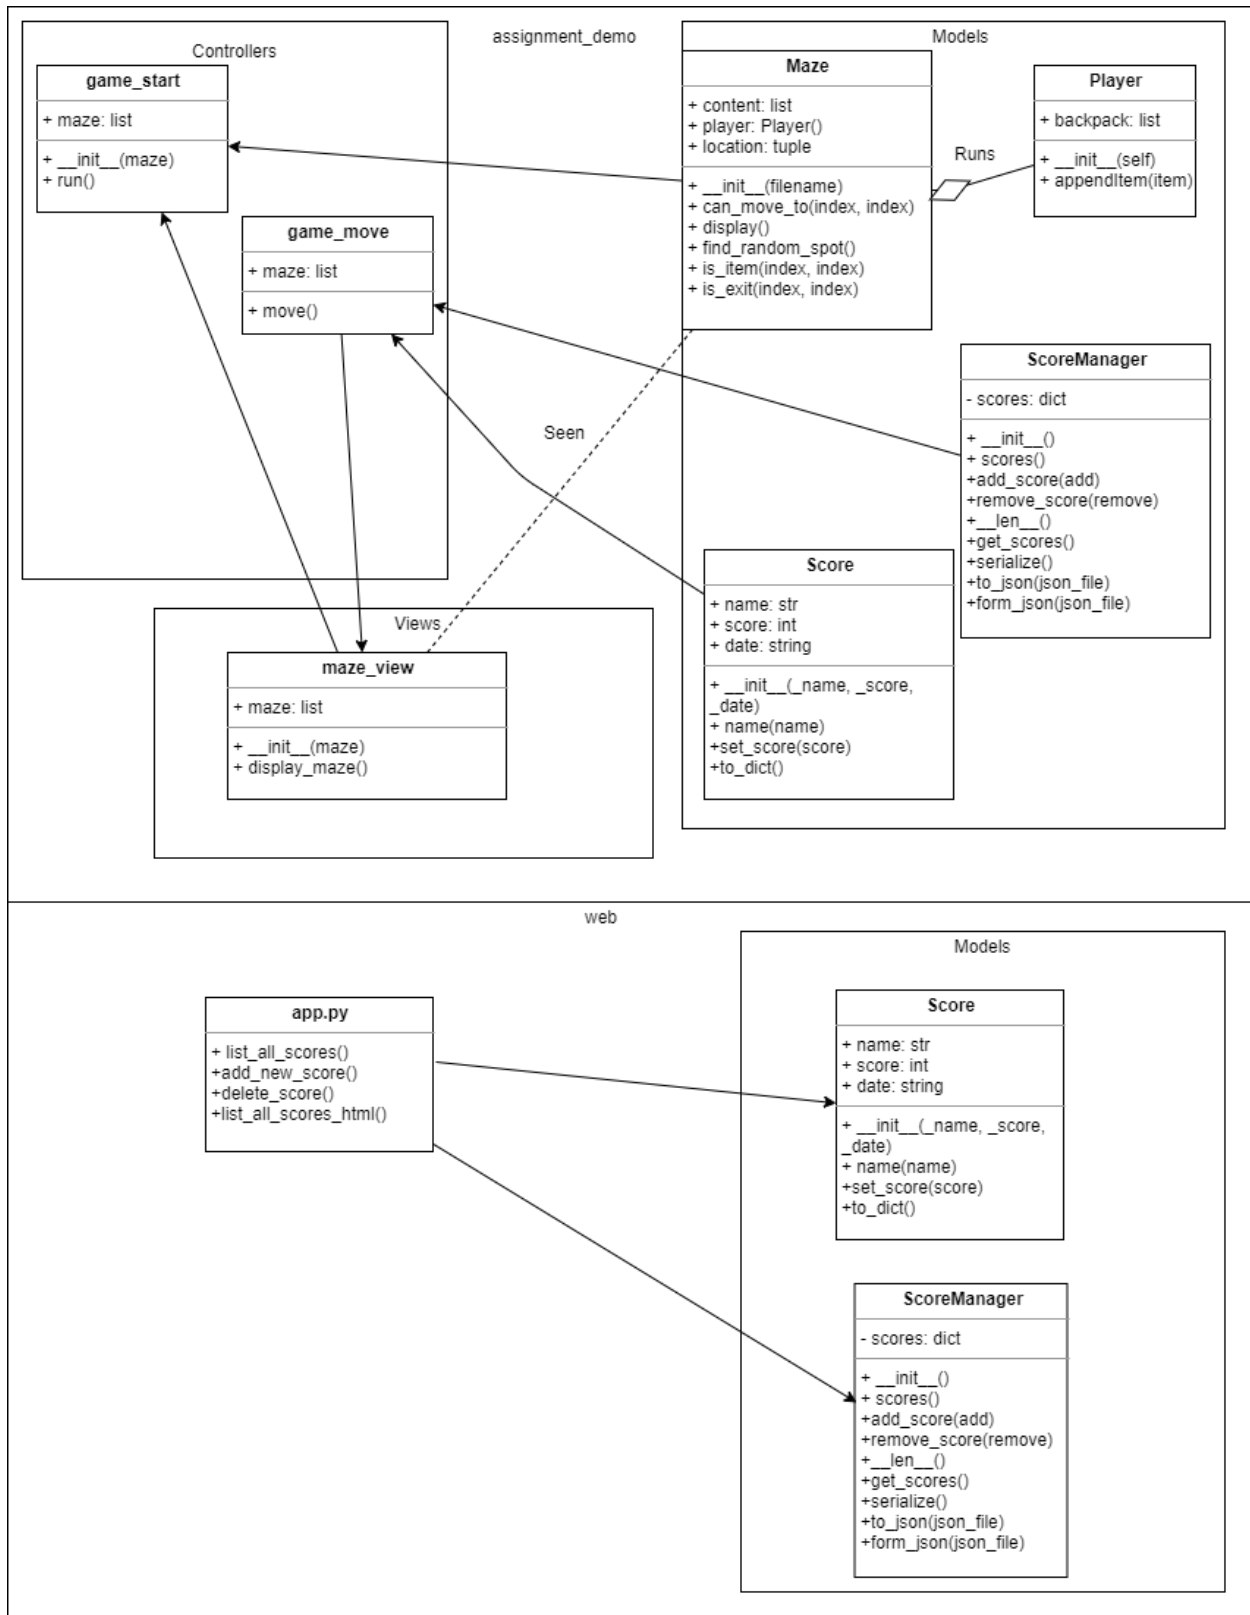 assignment_demo
Controllers
game_start
+ maze: list
+ __init__(maze)
+ run()
game_move
+ maze: list
+ move()
Models
Maze
+ content: list
+ player: Player()
+ location: tuple
+ __init__(filename)
+ can_move_to(index, index)
+ display()
+ find_random_spot()
+ is_item(index, index)
+ is_exit(index, index)
Runs
Player
+ backpack: list
+ __init__(self)
+ appendItem(item)
ScoreManager
- scores: dict
+ __init__()
+ scores()
+add_score(add)
+remove_score(remove)
+__len__()
+get_scores()
+serialize()
+to_json(json_file)
+form_json(json_file)
Seen
Score
+ name: str
+ score: int
+ date: string
+ __init__(_name, _score,
_date)
+ name(name)
+set_score(score)
+to_dict()
Views
maze_view
+ maze: list
+ __init__(maze)
+ display_maze()
web
app.py
+ list_all_scores()
+add_new_score()
+delete_score()
+list_all_scores_html()
Models
Score
+ name: str
+ score: int
+ date: string
+ __init__(_name, _score,
_date)
+ name(name)
+set_score(score)
+to_dict()
ScoreManager
- scores: dict
+ __init__()
+ scores()
+add_score(add)
+remove_score(remove)
+__len__()
+get_scores()
+serialize()
+to_json(json_file)
+form_json(json_file)